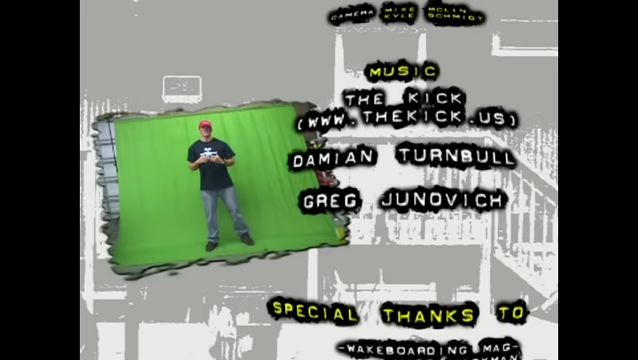 CAMERA MIKE MCLIN
KYLE SCHMIDT
MUSIC
THE KICK
(WWW.THEKICK.US)
DAMIAN TURNBULL
GREG JUNOVICH
SPECIAL THANKS TO
-WAKEBOARDING MAG-